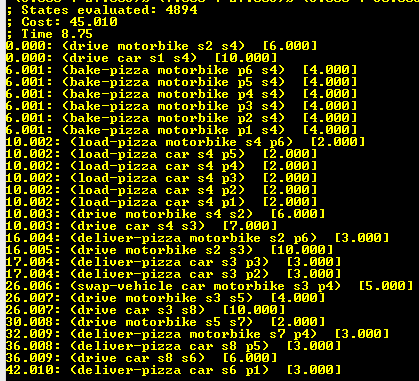 ; States evaluated: 4894
; Cost: 45.010
; Time 8.75
0.000: (drive motorbike s2 s4)  [6.000]
0.000: (drive car s1 s4)  [10.000]
6.001: (bake-pizza motorbike p6 s4)  [4.000]
6.001: (bake-pizza motorbike p5 s4)  [4.000]
6.001: (bake-pizza motorbike p4 s4)  [4.000]
6.001: (bake-pizza motorbike p3 s4)  [4.000]
6.001: (bake-pizza motorbike p2 s4)  [4.000]
6.001: (bake-pizza motorbike p1 s4)  [4.000]
10.002: (load-pizza motorbike s4 p6)  [2.000]
10.002: (load-pizza car s4 p5)  [2.000]
10.002: (load-pizza car s4 p4)  [2.000]
10.002: (load-pizza car s4 p3)  [2.000]
10.002: (load-pizza car s4 p2)  [2.000]
10.002: (load-pizza car s4 p1)  [2.000]
10.003: (drive motorbike s4 s2)  [6.000]
10.003: (drive car s4 s3)  [7.000]
16.004: (deliver-pizza motorbike s2 p6)  [3.000]
16.005: (drive motorbike s2 s3)  [10.000]
17.004: (deliver-pizza car s3 p3)  [3.000]
17.004: (deliver-pizza car s3 p2)  [3.000]
26.006: (swap-vehicle car motorbike s3 p4)  [5.000]
26.007: (drive motorbike s3 s5)  [4.000]
26.007: (drive car s3 s8)  [10.000]
30.008: (drive motorbike s5 s7)  [2.000]
32.009: (deliver-pizza motorbike s7 p4)  [3.000]
36.008: (deliver-pizza car s8 p5)  [3.000]
36.009: (drive car s8 s6)  [6.000]
42.010: (deliver-pizza car s6 p1)  [3.000]